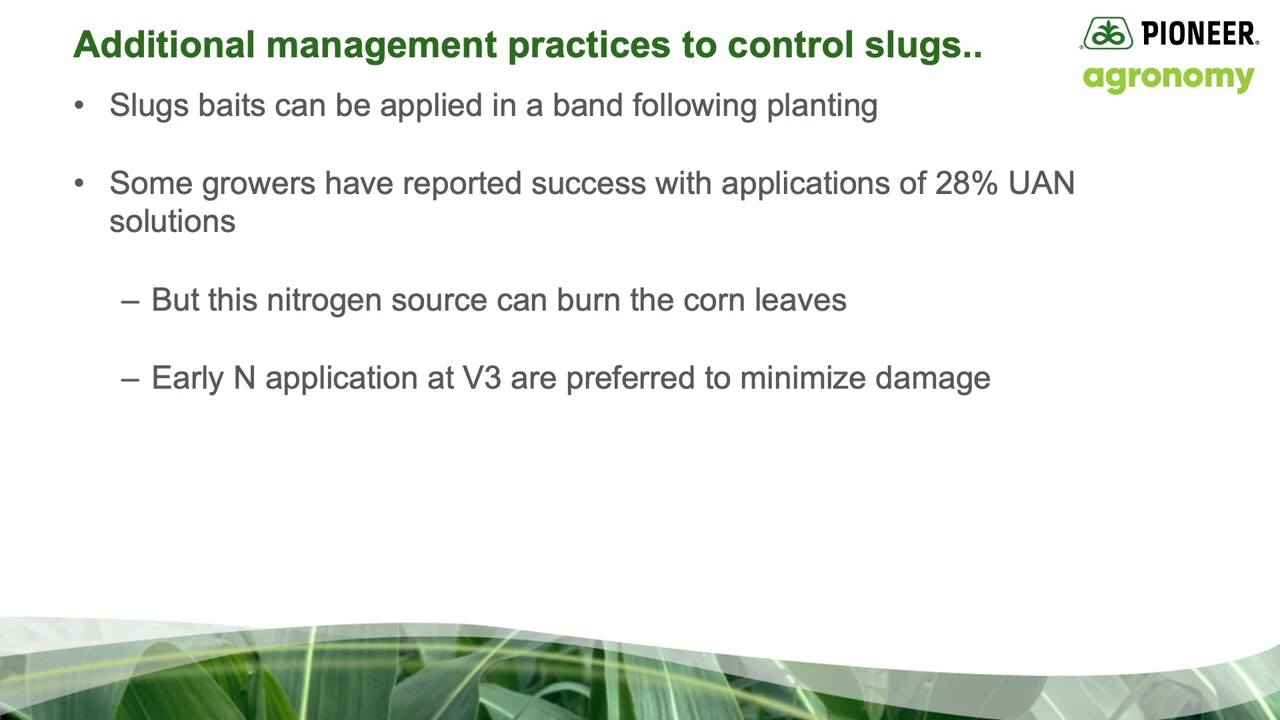 Additional management practices to control slugs..
PIONEER®
agronomy
• Slugs baits can be applied in a band following planting
• Some growers have reported success with applications of 28% UAN
solutions
– But this nitrogen source can burn the corn leaves
– Early N application at V3 are preferred to minimize damage